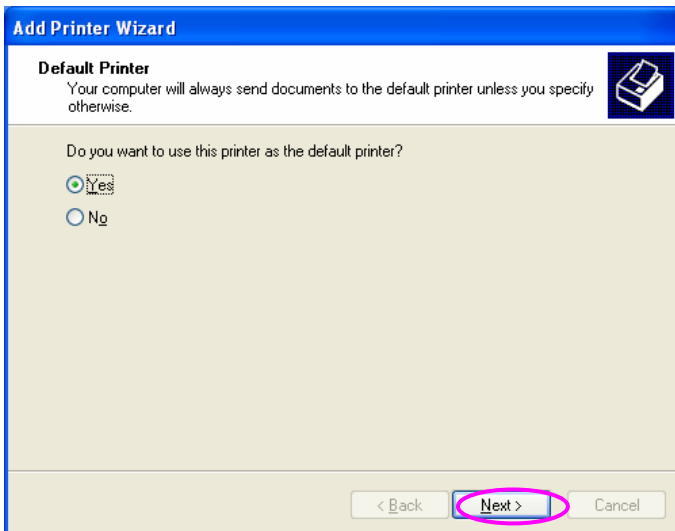 Add Printer Wizard
Default Printer
Your computer will always send documents to the default printer unless you specify
otherwise.
Do you want to use this printer as the default printer?
Yes
No
< Back
Next >
Cancel